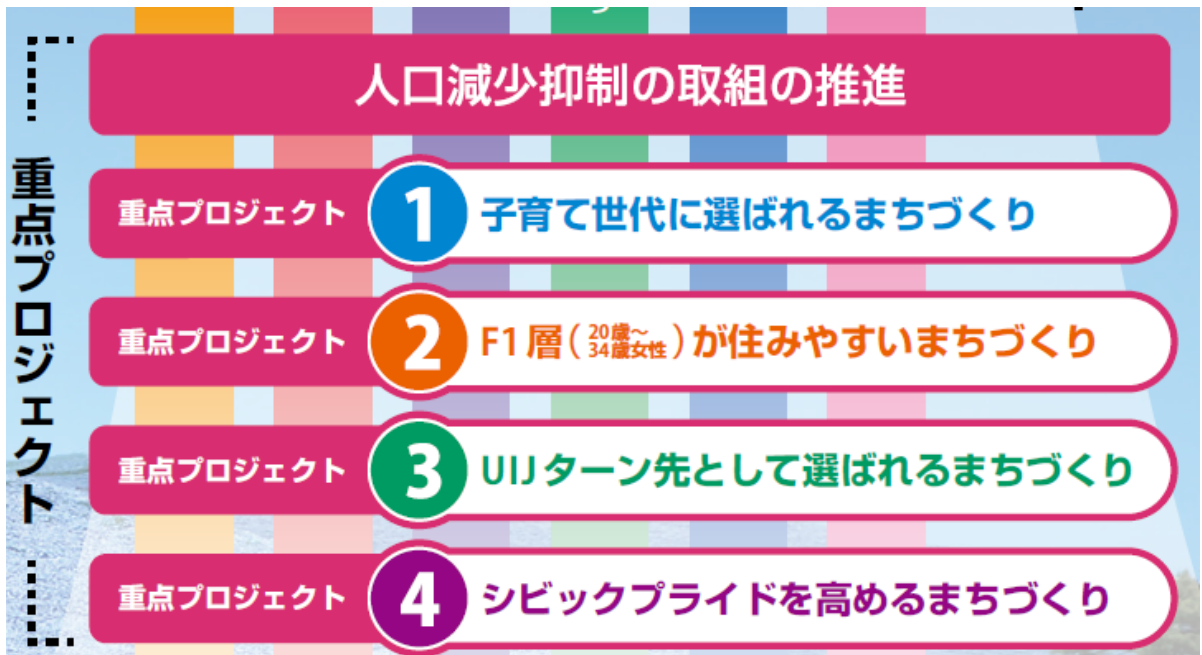 人口減少抑制の取組の推進
重点プロジェクト
重点プロジェクト 1 子育て世代に選ばれるまちづくり
重点プロジェクト 2 F1層(20歳~34歳女性)が住みやすいまちづくり
重点プロジェクト 3 UIJターン先として選ばれるまちづくり
重点プロジェクト 4 シビックプライドを高めるまちづくり